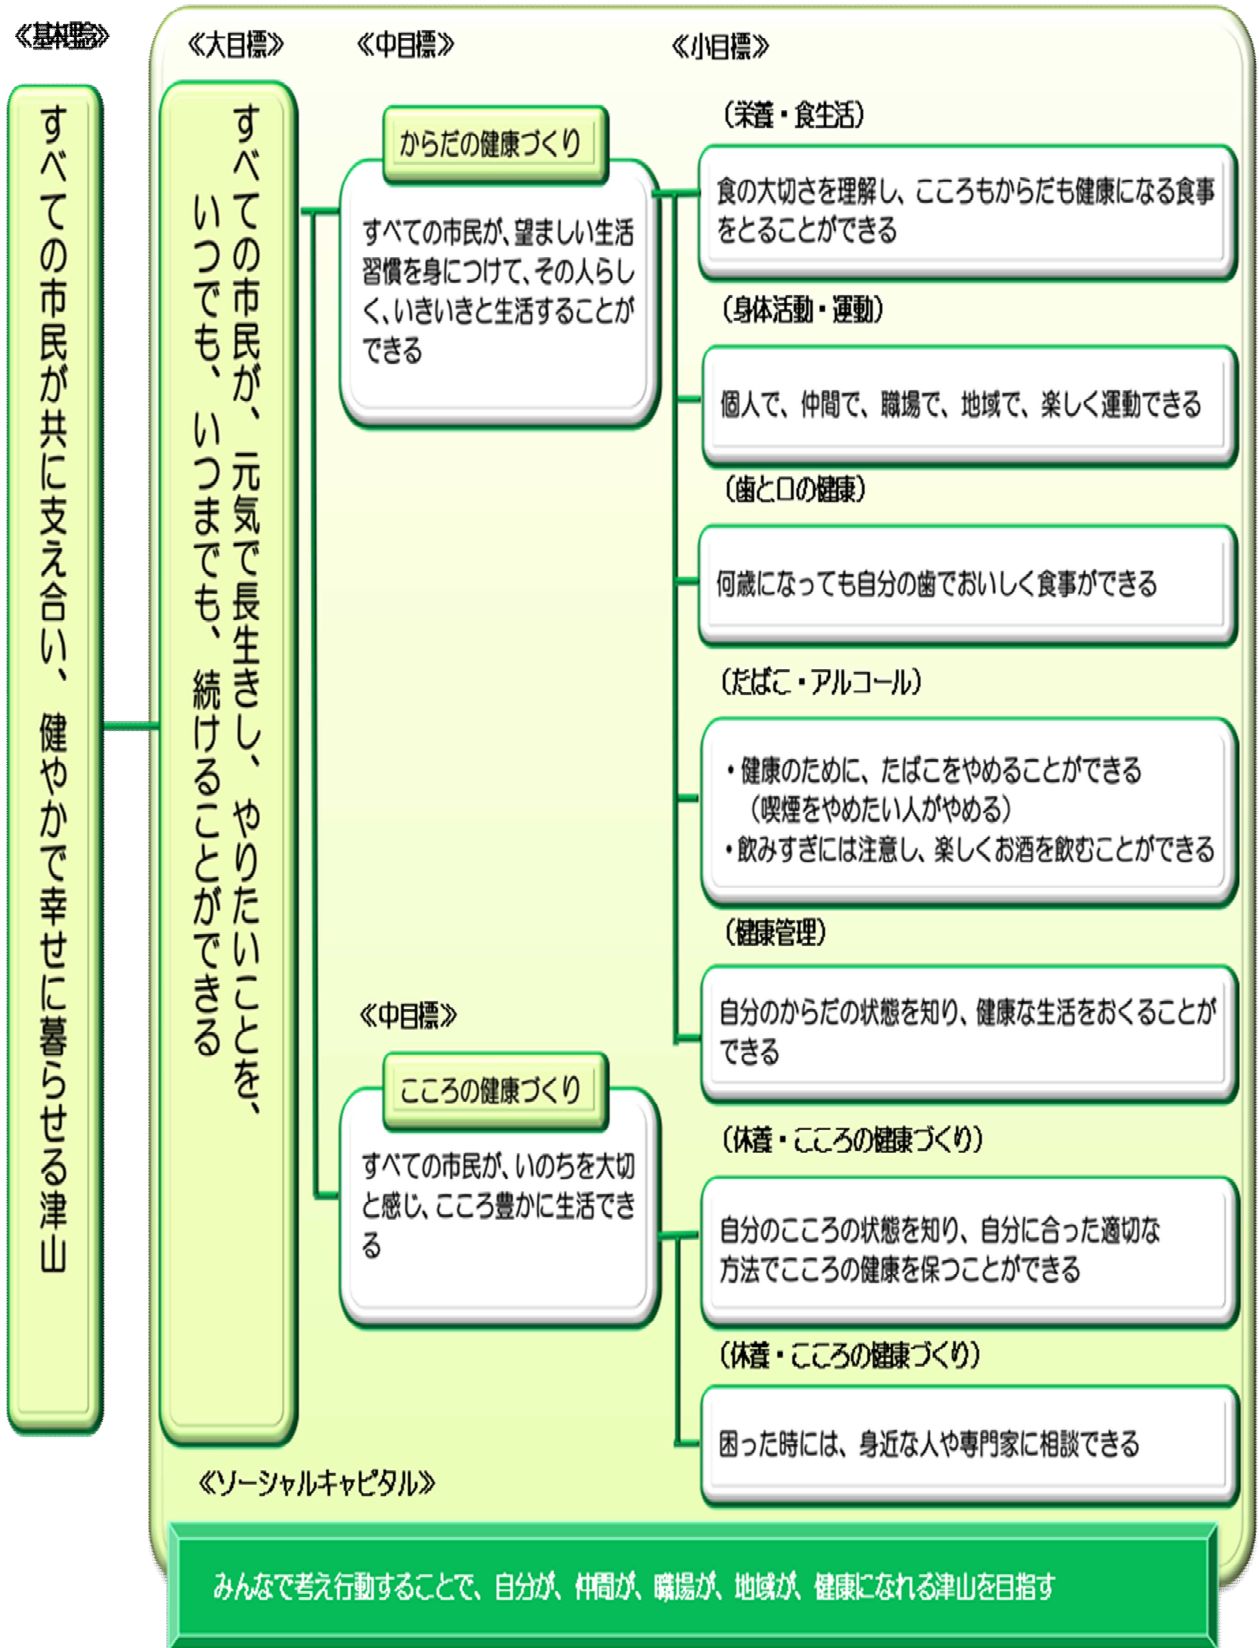 《基本理念》
すべての市民が共に支え合い、健やかで幸せに暮らせる津山
《大目標》
すべての市民が、元気で長生きし、やりたいことを、
いつでも、いつまでも、続けることができる
《中目標》
からだの健康づくり
すべての市民が、望ましい生活
習慣を身につけて、その人らし
く、いきいきと生活することが
できる
《小目標》
（栄養・食生活）
食の大切さを理解し、こころもからだも健康になる食事
をとることができる
（身体活動・運動）
個人で、仲間で、職場で、地域で、楽しく運動できる
（歯と口の健康）
何歳になっても自分の歯でおいしく食事ができる
（たばこ・アルコール）
・健康のために、たばこをやめることができる
（喫煙をやめたい人がやめる）
・飲みすぎには注意し、楽しくお酒を飲むことができる
（健康管理）
自分のからだの状態を知り、健康な生活をおくることが
できる
《中目標》
こころの健康づくり
すべての市民が、いのちを大切
と感じ、こころ豊かに生活でき
る
（休養・こころの健康づくり）
自分のこころの状態を知り、自分に合った適切な
方法でこころの健康を保つことができる
（休養・こころの健康づくり）
困った時には、身近な人や専門家に相談できる
《ソーシャルキャピタル》
みんなで考え行動することで、自分が、仲間が、職場が、地域が、健康になれる津山を目指す